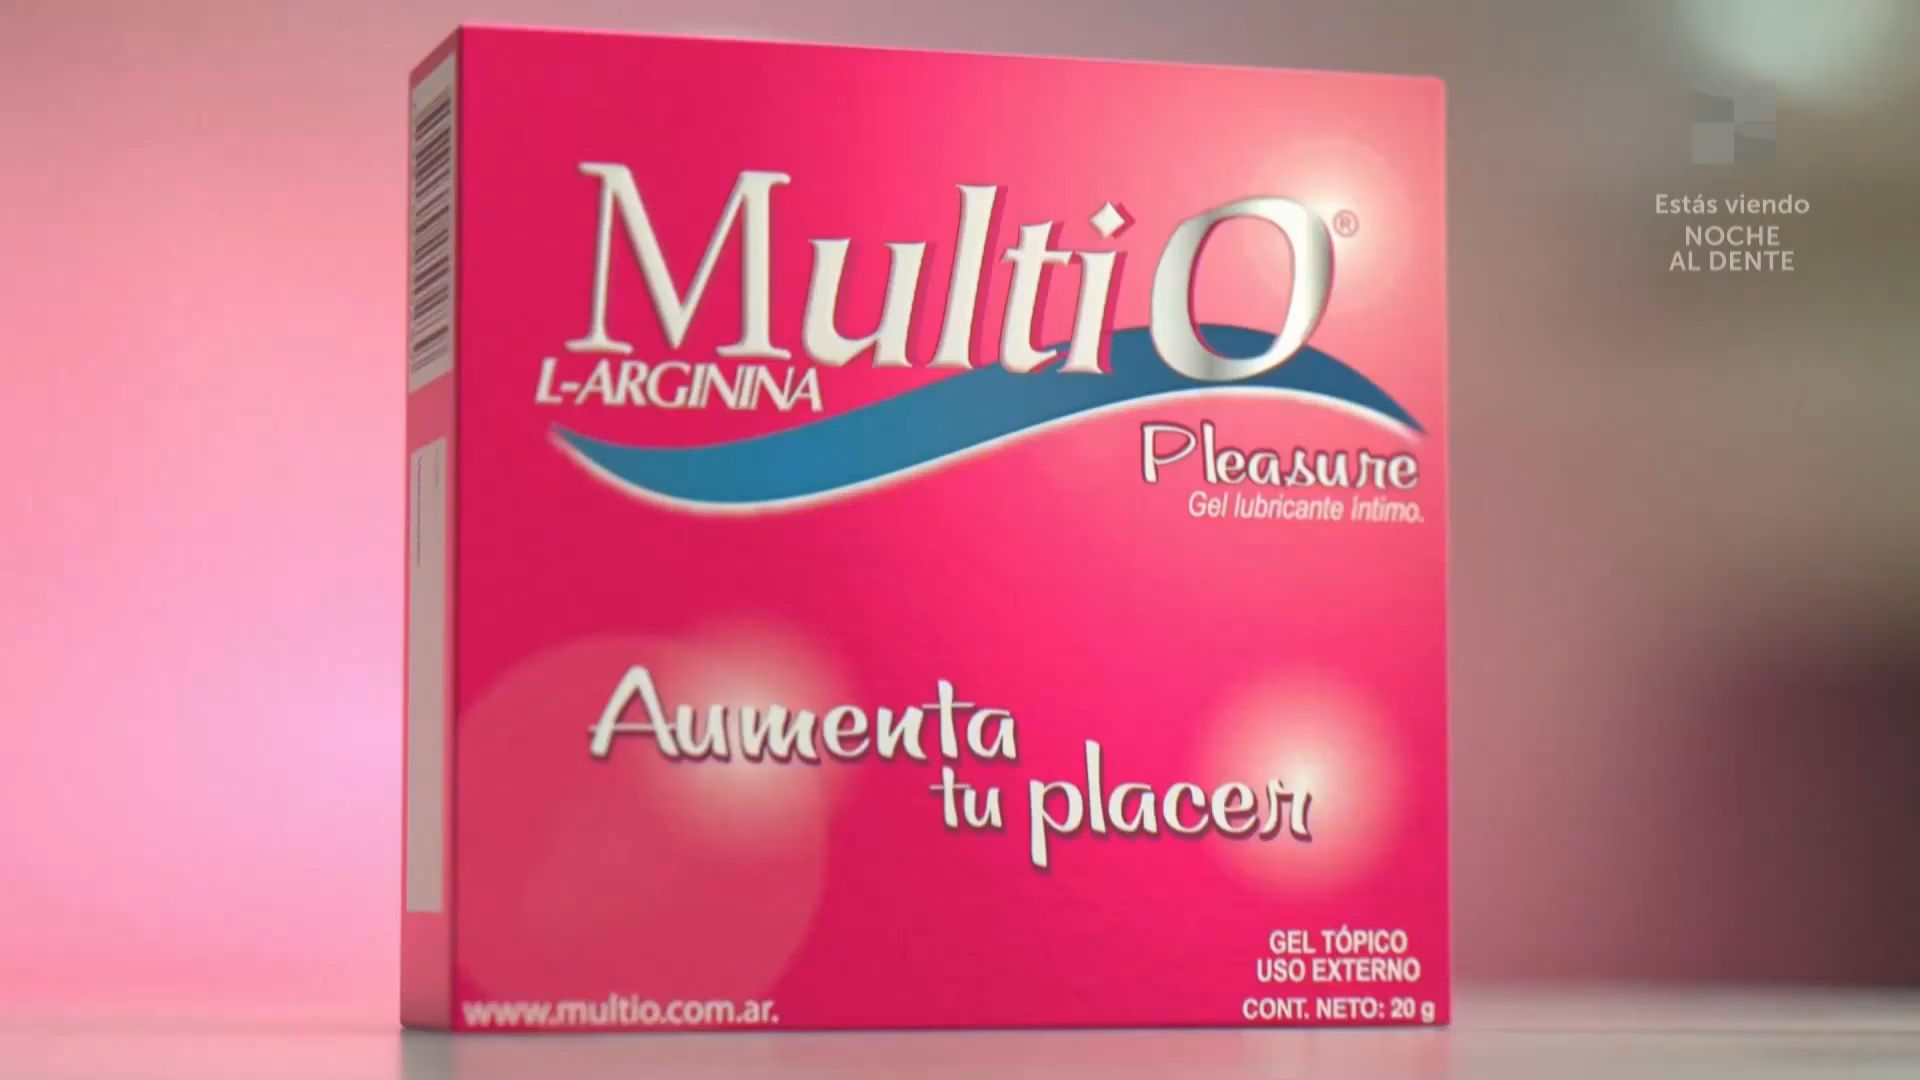 MultiO®
L-ARGININA
Pleasure
Gel lubricante íntimo.
Aumenta
tu placer
GEL TÓPICO
USO EXTERNO
CONT. NETO: 20 g
www.multio.com.ar.
Estás viendo
NOCHE
AL DENTE